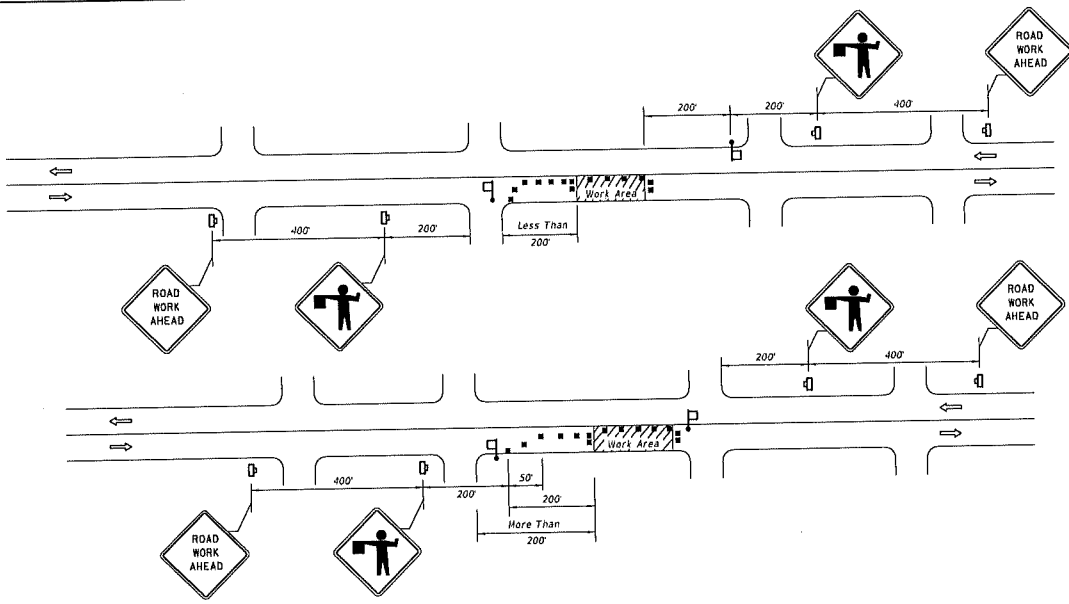 ROAD
WORK
AHEAD
200'
200'
400'
Work Area
Less Than
200'
400'
200'
ROAD
WORK
AHEAD
ROAD
WORK
AHEAD
200'
400'
Work Area
400'
200'
50'
200'
More Than
200'
ROAD
WORK
AHEAD